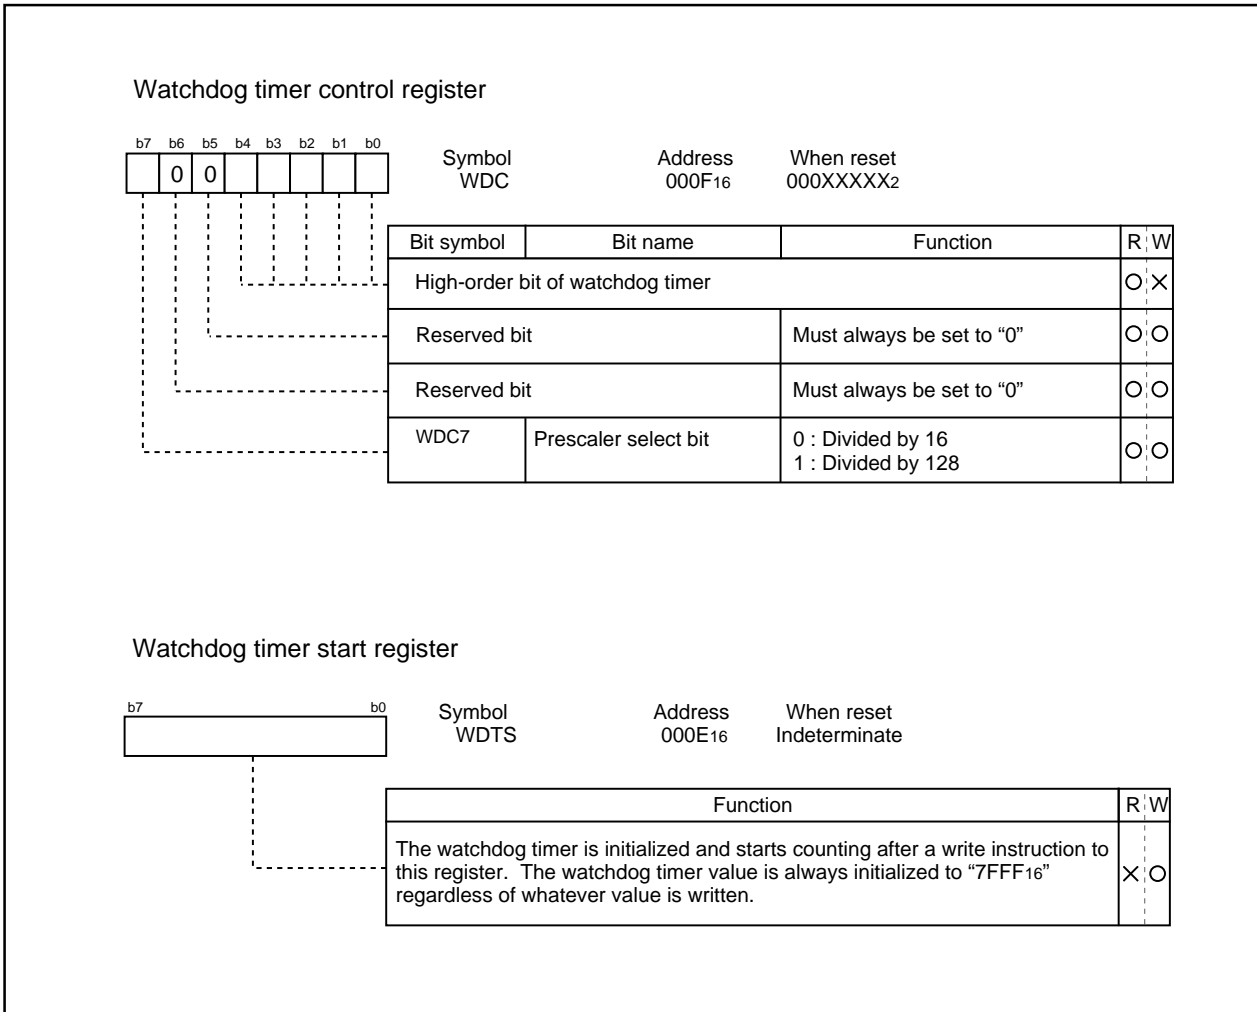 Watchdog timer control register
b7 b6 b5 b4 b3 b2 b1 b0
0 0
Symbol Address When reset
WDC 000F16 000XXXXX2
Bit symbol Bit name Function R W
High-order bit of watchdog timer
Reserved bit Must always be set to “0”
Reserved bit Must always be set to “0”
WDC7 Prescaler select bit 0 : Divided by 16
1 : Divided by 128
Watchdog timer start register
b7 b0
Symbol Address When reset
WDTS 000E16 Indeterminate
Function R W
The watchdog timer is initialized and starts counting after a write instruction to
this register. The watchdog timer value is always initialized to “7FFF16”
regardless of whatever value is written.